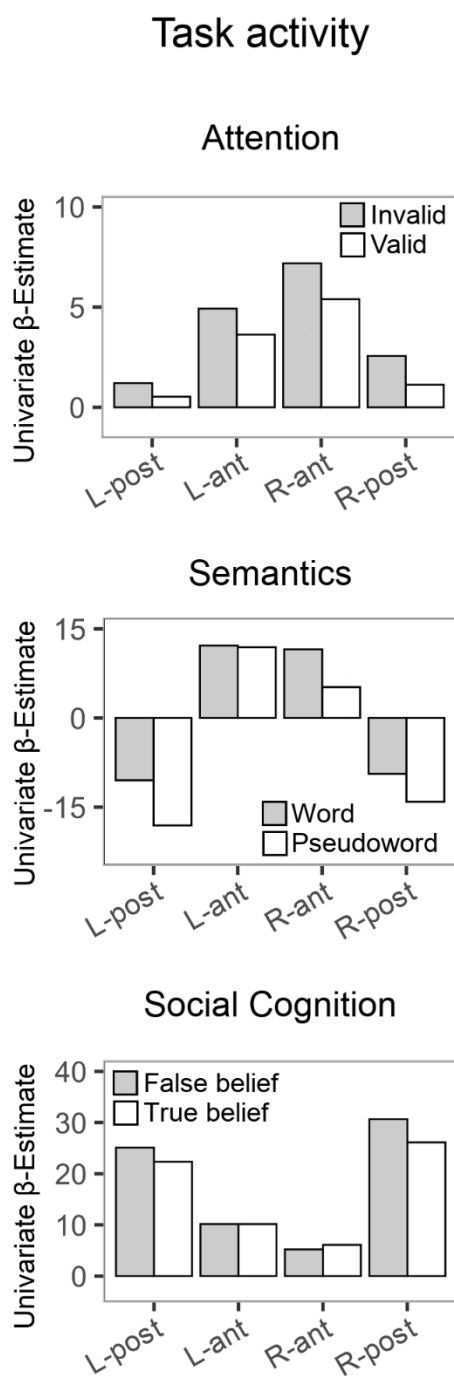 Task activity
Attention
Univariate β-Estimate
10
5
0
Invalid
Valid
L-post
L-ant
R-ant
R-post
Semantics
Univariate β-Estimate
15
0
-15
Word
Pseudoword
L-post
L-ant
R-ant
R-post
Social Cognition
Univariate β-Estimate
40
30
20
10
0
False belief
True belief
L-post
L-ant
R-ant
R-post